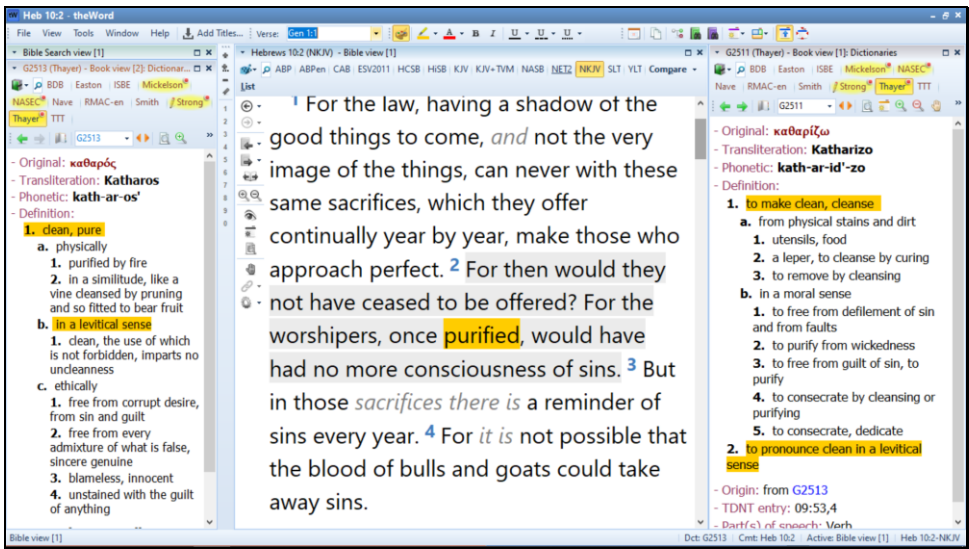 Heb 10:2 - theWord
File View Tools Window Help Add Titles... Verse: Gen 1:1
Bible Search view [1]
G2513 (Thayer) - Book view [2]: Dictionar...
BDB Easton ISBE Mickelson*
NASEC* Nave RMAC-en Smith Strong*
Thayer* TTT
G2513
- Original: καθαρός
- Transliteration: Katharos
- Phonetic: kath-ar-os'
- Definition:
1. clean, pure
a. physically
1. purified by fire
2. in a similitude, like a
vine cleansed by pruning
and so fitted to bear fruit
b. in a levitical sense
1. clean, the use of which
is not forbidden, imparts no
uncleanness
c. ethically
1. free from corrupt desire,
from sin and guilt
2. free from every
admixture of what is false,
sincere genuine
3. blameless, innocent
4. unstained with the guilt
of anything
Hebrews 10:2 (NKJV) - Bible view [1]
ABP ABPen CAB ESV2011 HCSB HiSB KJV KJV+TVM NASB NET2 NKJV SLT YLT Compare
List
1 For the law, having a shadow of the
good things to come, and not the very
image of the things, can never with these
same sacrifices, which they offer
continually year by year, make those who
approach perfect. 2 For then would they
not have ceased to be offered? For the
worshipers, once purified, would have
had no more consciousness of sins. 3 But
in those sacrifices there is a reminder of
sins every year. 4 For it is not possible that
the blood of bulls and goats could take
away sins.
G2511 (Thayer) - Book view [1]: Dictionaries
BDB Easton ISBE Mickelson* NASEC*
Nave RMAC-en Smith Strong* Thayer* TTT
G2511
- Original: καθαρίζω
- Transliteration: Katharizo
- Phonetic: kath-ar-id'-zo
- Definition:
1. to make clean, cleanse
a. from physical stains and dirt
1. utensils, food
2. a leper, to cleanse by curing
3. to remove by cleansing
b. in a moral sense
1. to free from defilement of sin
and from faults
2. to purify from wickedness
3. to free from guilt of sin, to
purify
4. to consecrate by cleansing or
purifying
5. to consecrate, dedicate
2. to pronounce clean in a levitical
sense
- Origin: from G2513
- TDNT entry: 09:53,4
- Part(s) of speech: Verb
Bible view [1]
Dct: G2513 Cmt: Heb 10:2 Active: Bible view [1] Heb 10:2-NKJV